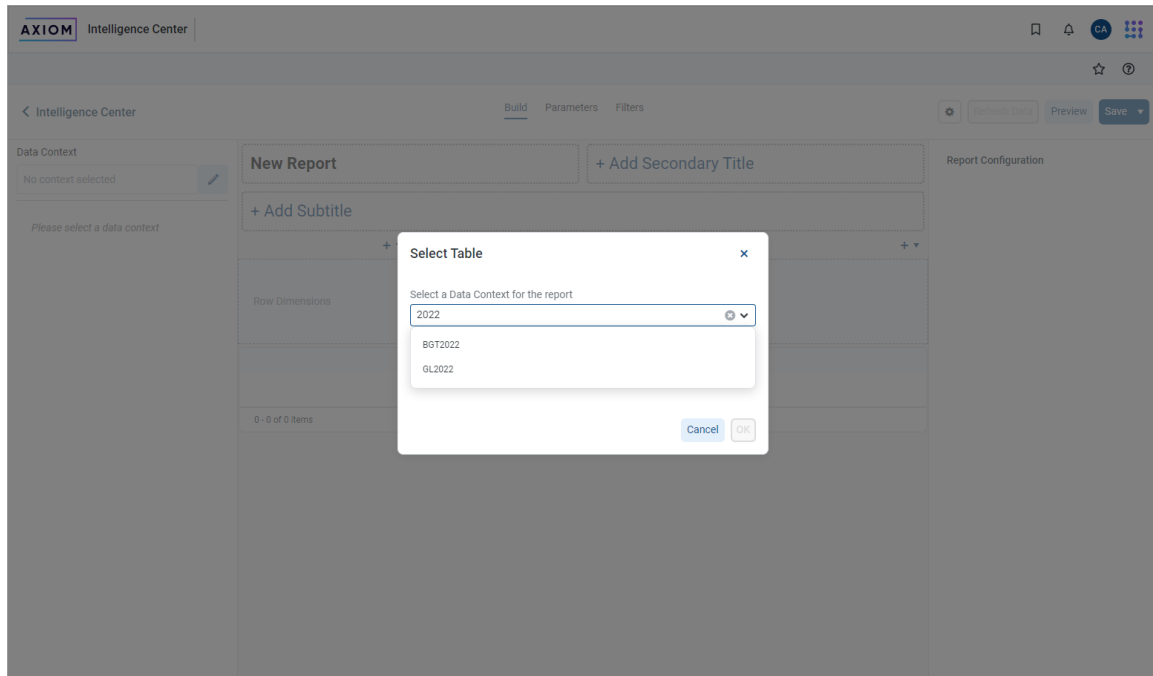 AXIOM Intelligence Center
CA
Intelligence Center
Build Parameters Filters
Refresh Data Preview Save
Data Context
No context selected
Please select a data context
New Report
+ Add Secondary Title
+ Add Subtitle
Report Configuration
Row Dimensions
0 - 0 of 0 items
Select Table
Select a Data Context for the report
2022
BGT2022
GL2022
Cancel OK